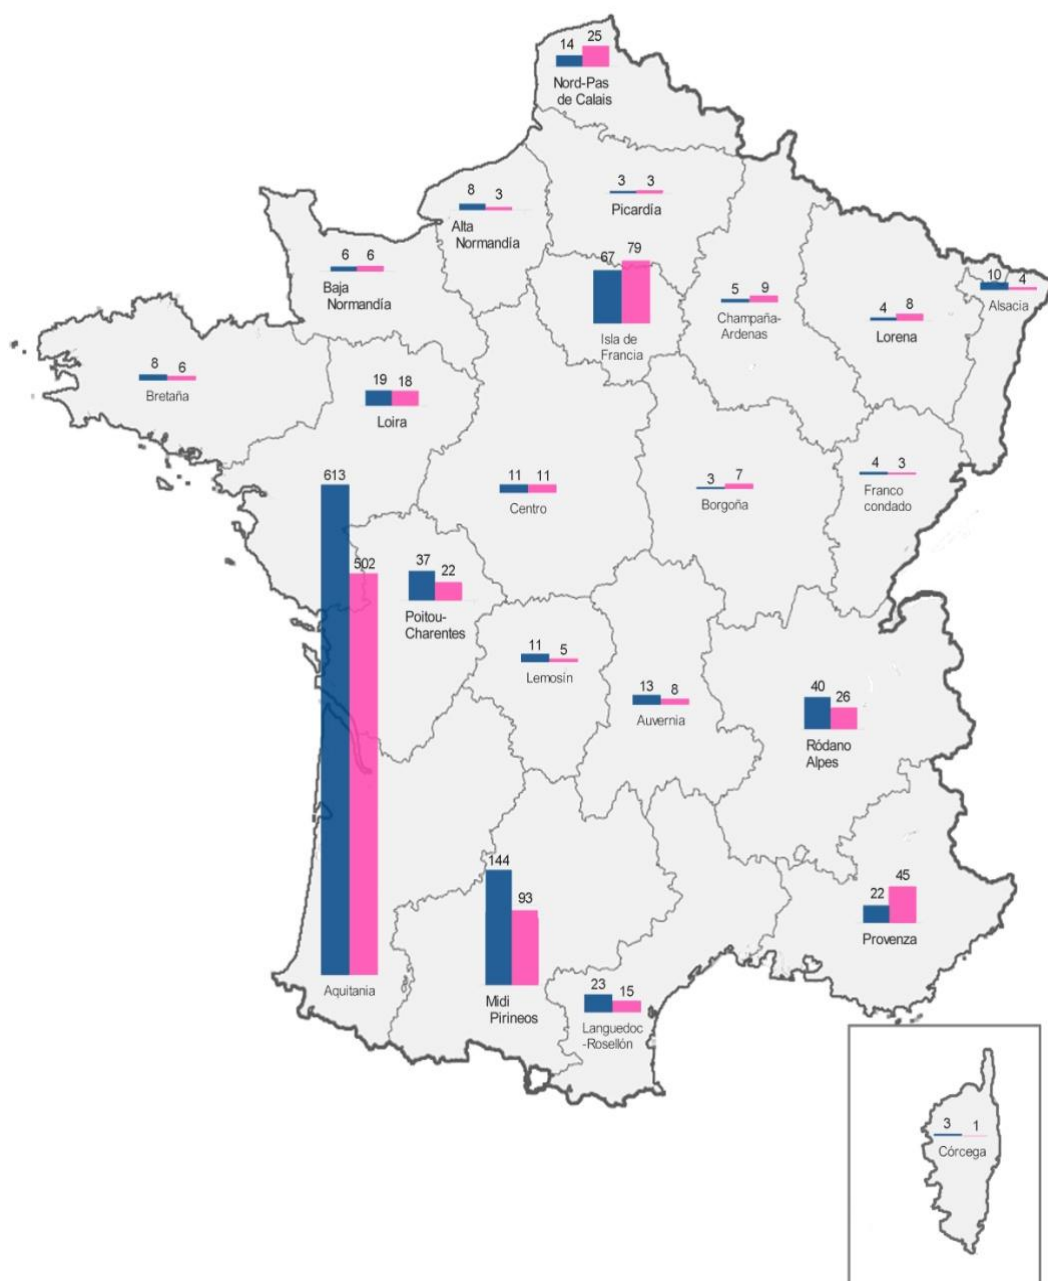 14 25
Nord-Pas
de Calais
3 3
Picardía
8 3
Alta
Normandía
6 6
Baja
Normandía
67 79
Isla de
Francia
5 9
Champaña-
Ardenas
4 8
Lorena
10 4
Alsacia
8 6
Bretaña
19 18
Loira
11 11
Centro
3 7
Borgoña
4 3
Franco
condado
613 502
Aquitania
37 22
Poitou-
Charentes
11 5
Lemosin
13 8
Auvernia
40 26
Ródano
Alpes
144 93
Midi
Pirineos
23 15
Languedoc
-Rosellón
22 45
Provenza
3 1
Córcega